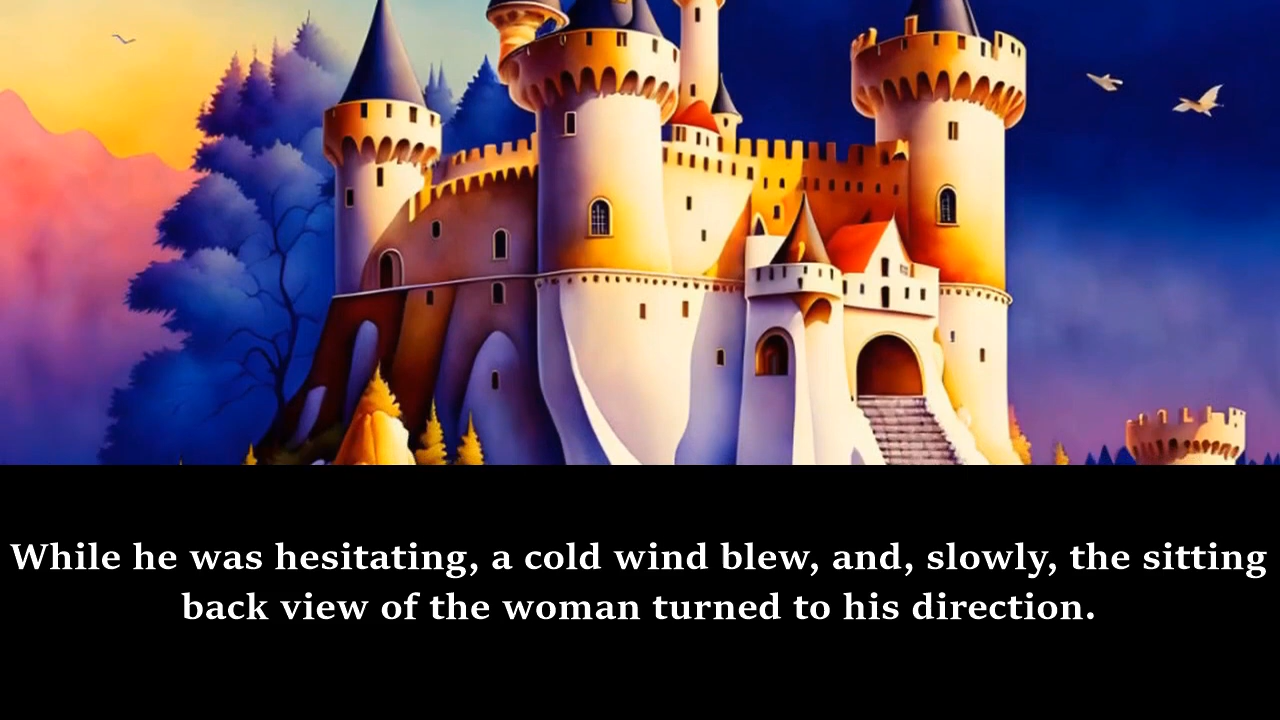 While he was hesitating, a cold wind blew, and, slowly, the sitting
back view of the woman turned to his direction.